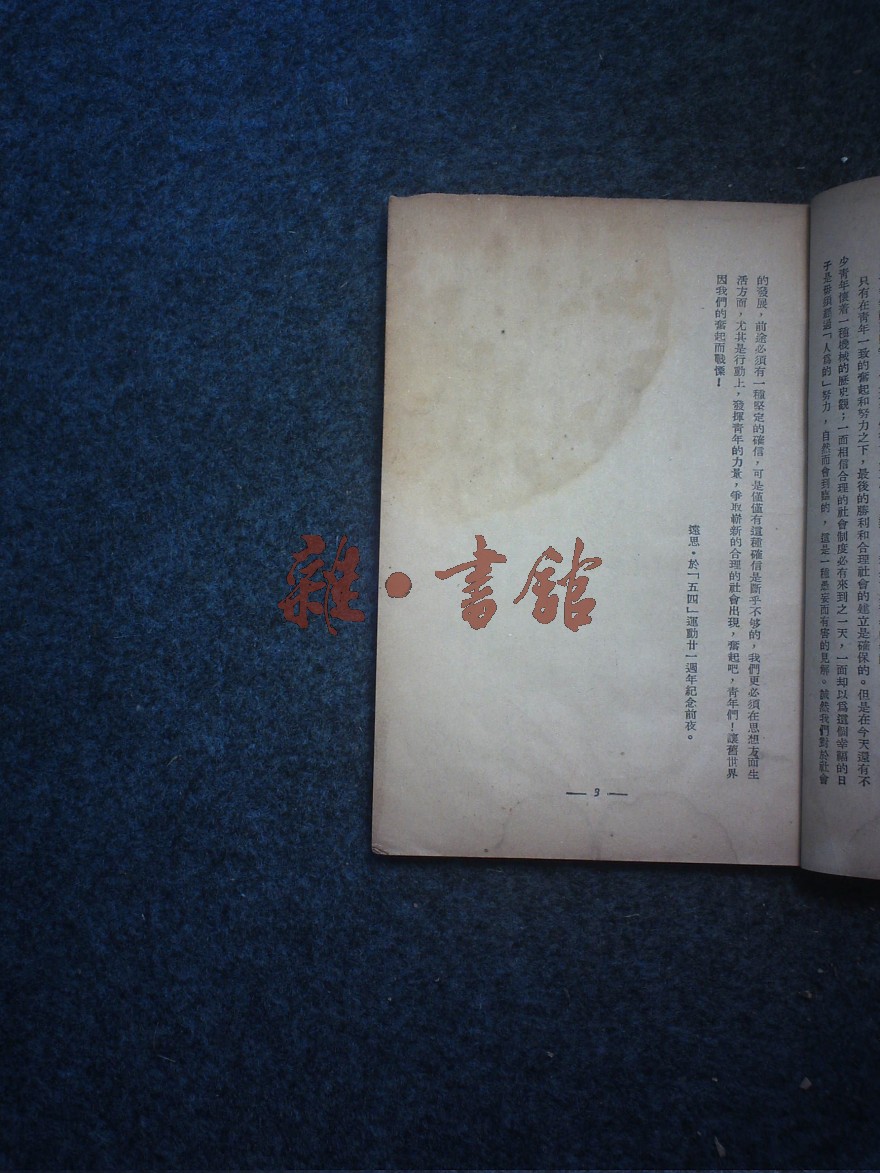 只有在青年一致的奮起和努力之下，最後的勝利和合理社會的建立是確保的。但是在今天還有不
少青年懷着一種機械的歷史觀；一面相信合理的社會制度必有來到之一天，一面却以爲這個幸福的日
子是毋須經過「人爲的」努力，自然而會到臨的，這是一種愚妄而有害的見解。誠然我們對於社會
的發展，前途必須有一種堅定的確信，可是僅僅有這種確信是斷乎不够的，我們更必須在思想方面生
活方面，尤其是行動上，發揮靑年的力量，爭取嶄新的合理的社會出現，奮起吧，靑年們！讓舊世界
因我們的奮起而戰慄！
遠思·於「五四」運動廿一週年紀念前夜。
— 3 —
雜·書館